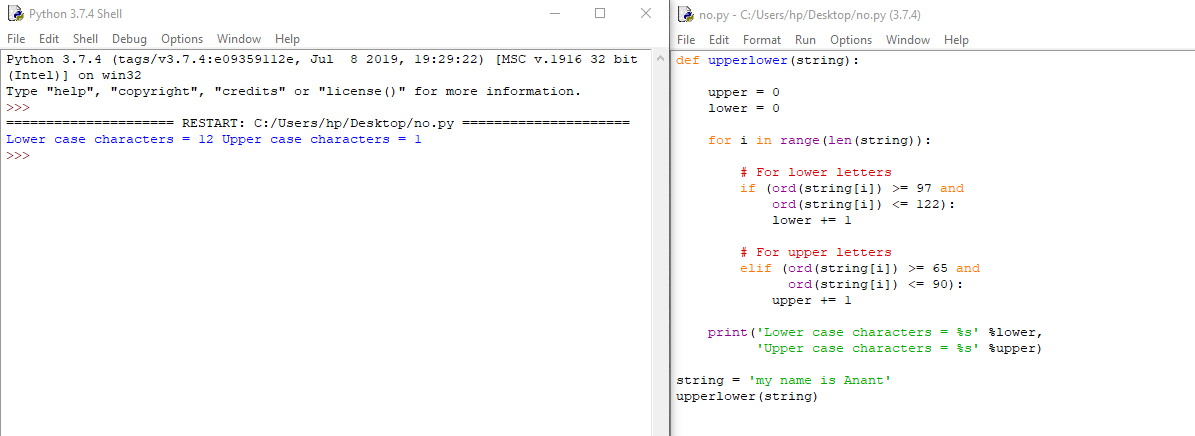 Python 3.7.4 Shell
File Edit Shell Debug Options Window Help
Python 3.7.4 (tags/v3.7.4:e09359112e, Jul  8 2019, 19:29:22) [MSC v.1916 32 bit
(Intel)] on win32
Type "help", "copyright", "credits" or "license()" for more information.
>>>
===================== RESTART: C:/Users/hp/Desktop/no.py =====================
Lower case characters = 12 Upper case characters = 1
>>>
no.py - C:/Users/hp/Desktop/no.py (3.7.4)
File Edit Format Run Options Window Help
def upperlower(string):
    upper = 0
    lower = 0
    for i in range(len(string)):
        # For lower letters
        if (ord(string[i]) >= 97 and
            ord(string[i]) <= 122):
            lower += 1
        # For upper letters
        elif (ord(string[i]) >= 65 and
              ord(string[i]) <= 90):
            upper += 1
    print('Lower case characters = %s' %lower,
          'Upper case characters = %s' %upper)
string = 'my name is Anant'
upperlower(string)